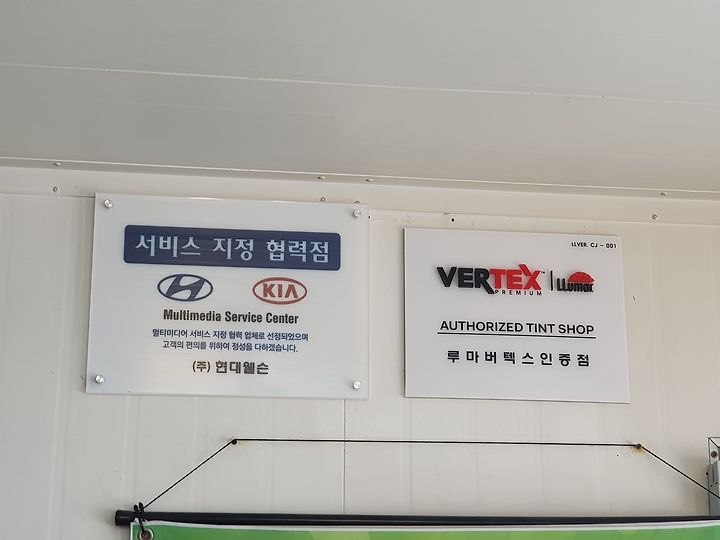 서비스 지정 협력점
KIA
Multimedia Service Center
멀티미디어 서비스 지정 협력 업체로 선정되었으며
고객의 편의를 위하여 정성을 다하겠습니다.
(주) 현대웰슨
LLVER. CJ - 001
VERTEX™ LLumar
PREMIUM
AUTHORIZED TINT SHOP
루마버텍스인증점